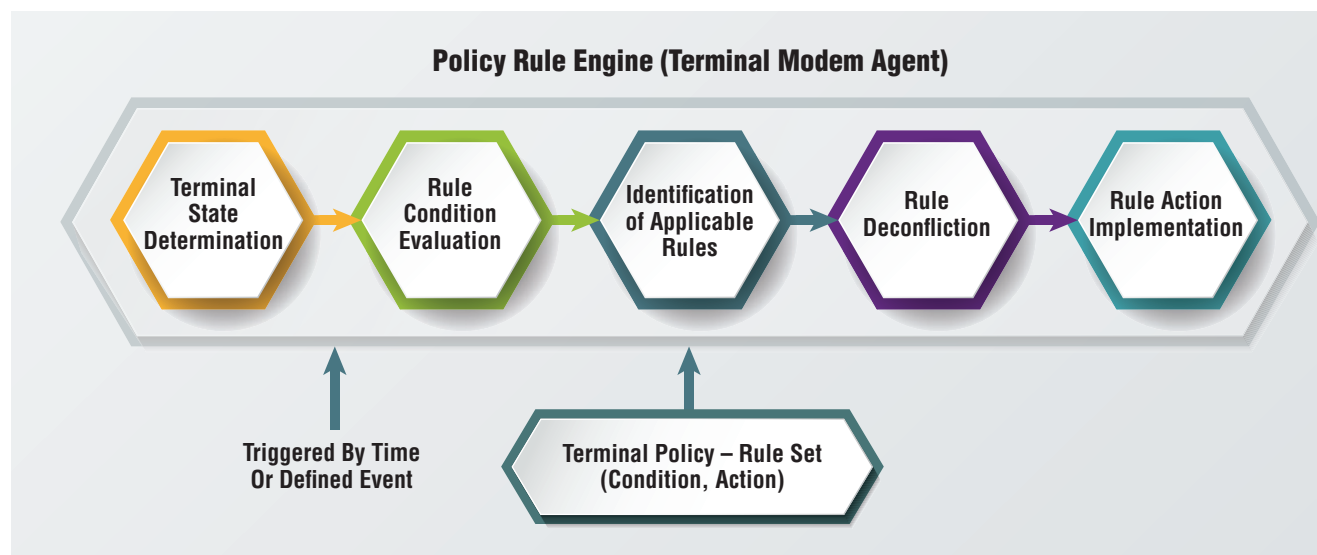 Policy Rule Engine (Terminal Modem Agent)
Terminal
State
Determination
Rule
Condition
Evaluation
Identification
of Applicable
Rules
Rule
Deconfliction
Rule Action
Implementation
Triggered By Time
Or Defined Event
Terminal Policy – Rule Set
(Condition, Action)